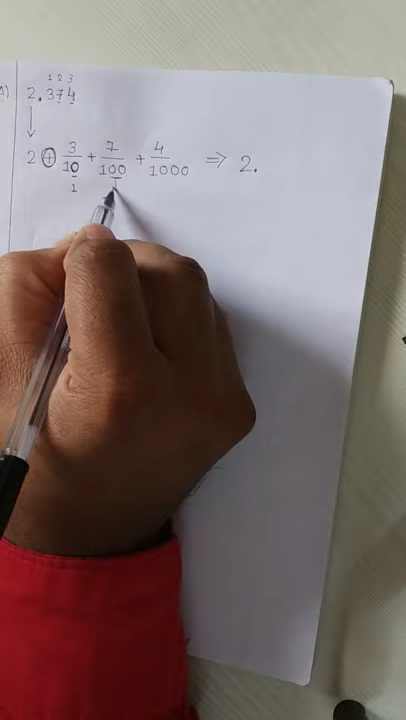 1 2 3
A) 2.374
2 + 3/10 + 7/100 + 4/1000 ⇒ 2.
1